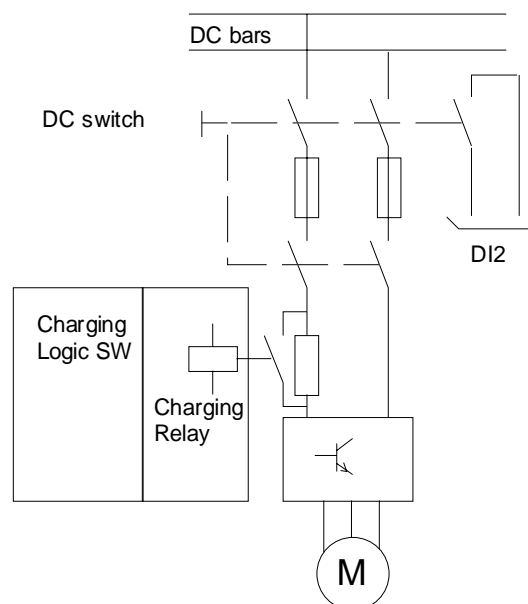 DC bars
DC switch
DI2
Charging
Logic SW
Charging
Relay
M